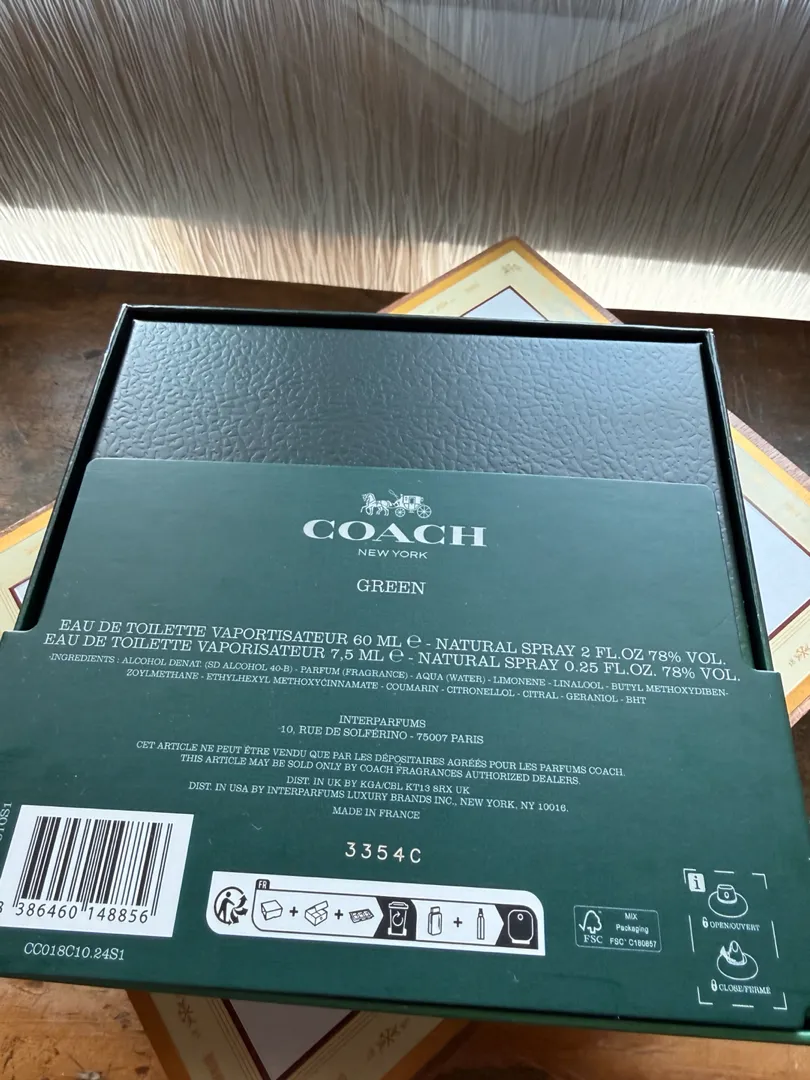 COACH
NEW YORK
GREEN
EAU DE TOILETTE VAPORTISATEUR 60 ML ℮ - NATURAL SPRAY 2 FL.OZ 78% VOL.
EAU DE TOILETTE VAPORISATEUR 7,5 ML ℮ - NATURAL SPRAY 0.25 FL.OZ. 78% VOL.
·INGREDIENTS : ALCOHOL DENAT. (SD ALCOHOL 40-B) - PARFUM (FRAGRANCE) - AQUA (WATER) - LIMONENE - LINALOOL - BUTYL METHOXYDIBEN-
ZOYLMETHANE - ETHYLHEXYL METHOXYCINNAMATE - COUMARIN - CITRONELLOL - CITRAL - GERANIOL - BHT
INTERPARFUMS
10, RUE DE SOLFÉRINO - 75007 PARIS
CET ARTICLE NE PEUT ÊTRE VENDU QUE PAR LES DÉPOSITAIRES AGRÉÉS POUR LES PARFUMS COACH.
THIS ARTICLE MAY BE SOLD ONLY BY COACH FRAGRANCES AUTHORIZED DEALERS.
DIST. IN UK BY KGA/CBL KT13 8RX UK
DIST. IN USA BY INTERPARFUMS LUXURY BRANDS INC., NEW YORK, NY 10016.
MADE IN FRANCE
3354C
3 386460 148856
CC018C10.24S1
FR
+ + +
FSC
MIX
Packaging
FSC® C180857
i
OPEN/OUVERT
CLOSE/FERMÉ